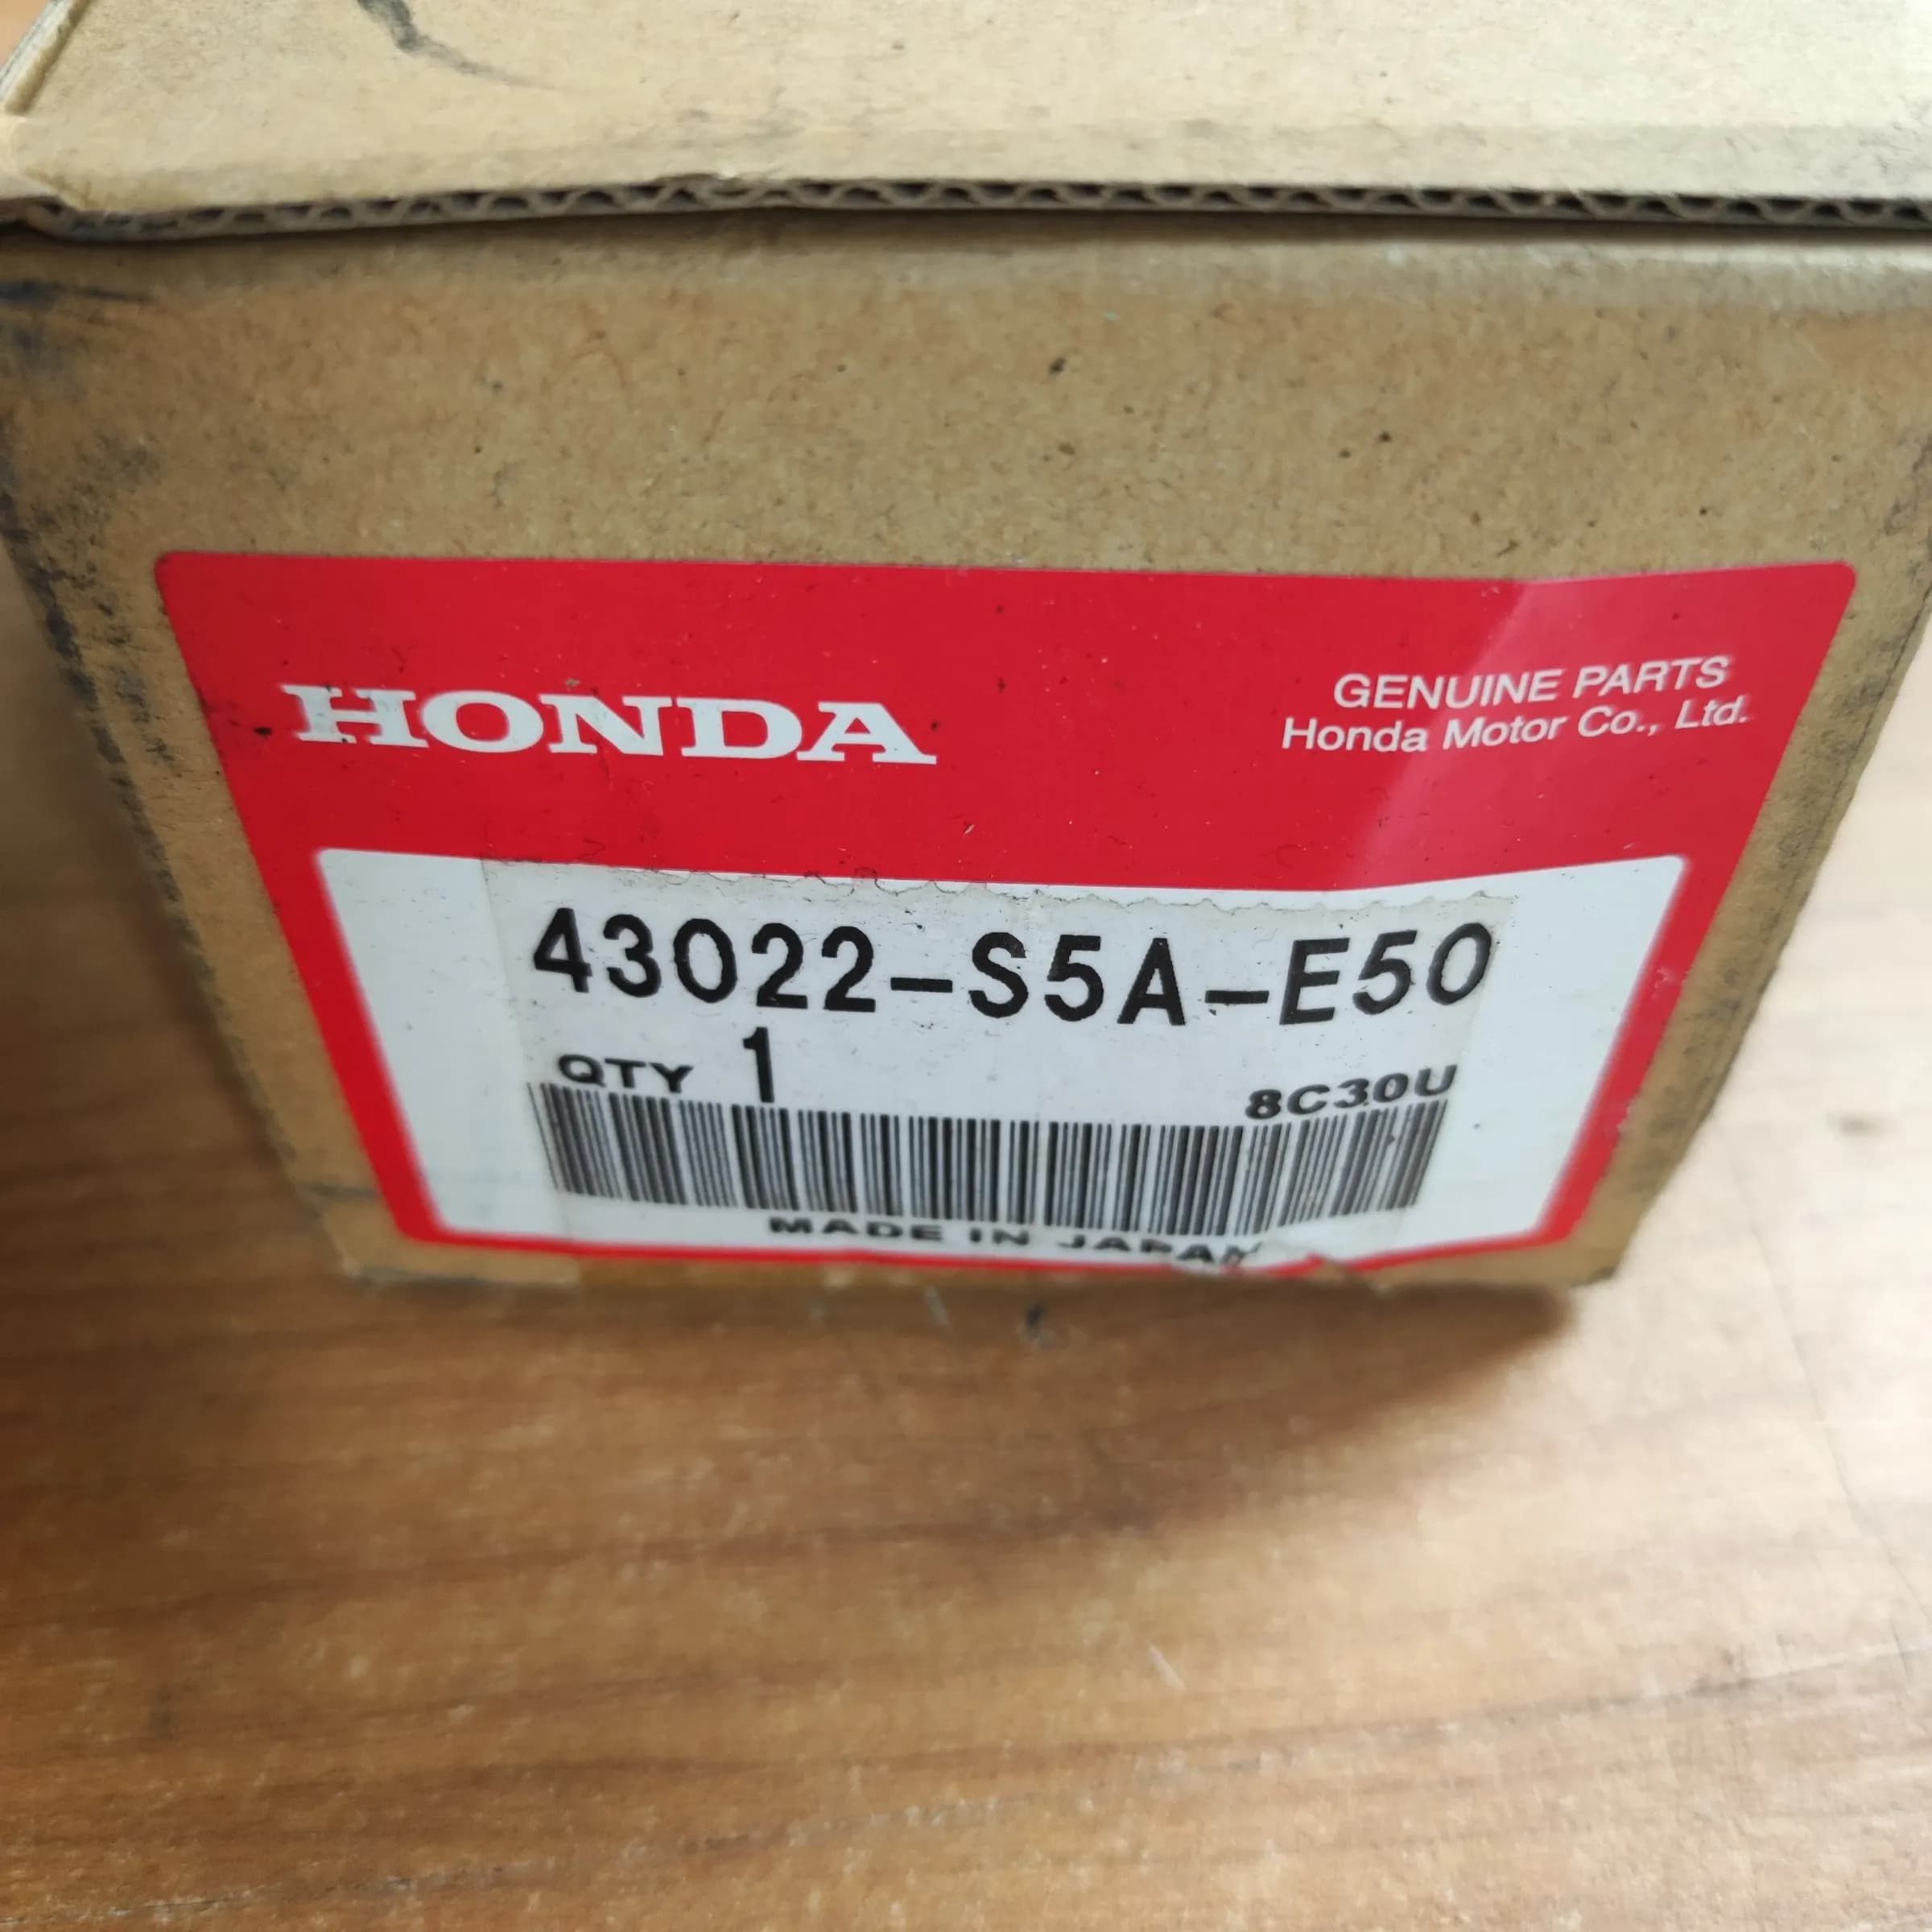 HONDA
GENUINE PARTS
Honda Motor Co., Ltd.
43022-S5A-E50
QTY 1
8C30U
MADE IN JAPAN